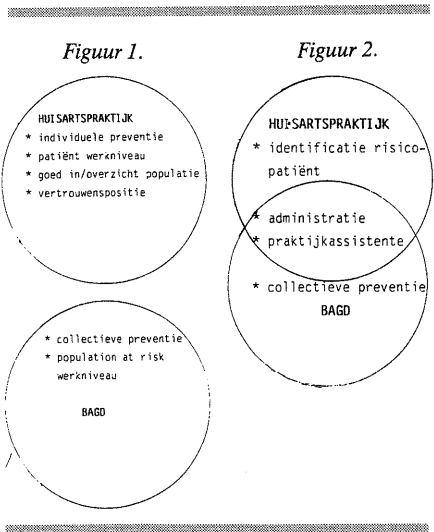 Figuur 1.
HUISARTSPRAKTIJK
* individuele preventie
* patiënt werkniveau
* goed in/overzicht populatie
* vertrouwenspositie
* collectieve preventie
* population at risk
werkniveau
BAGD
Figuur 2.
HUISARTSPRAKTIJK
* identificatie risico-
patiënt
* administratie
* praktijkassistente
* collectieve preventie
BAGD